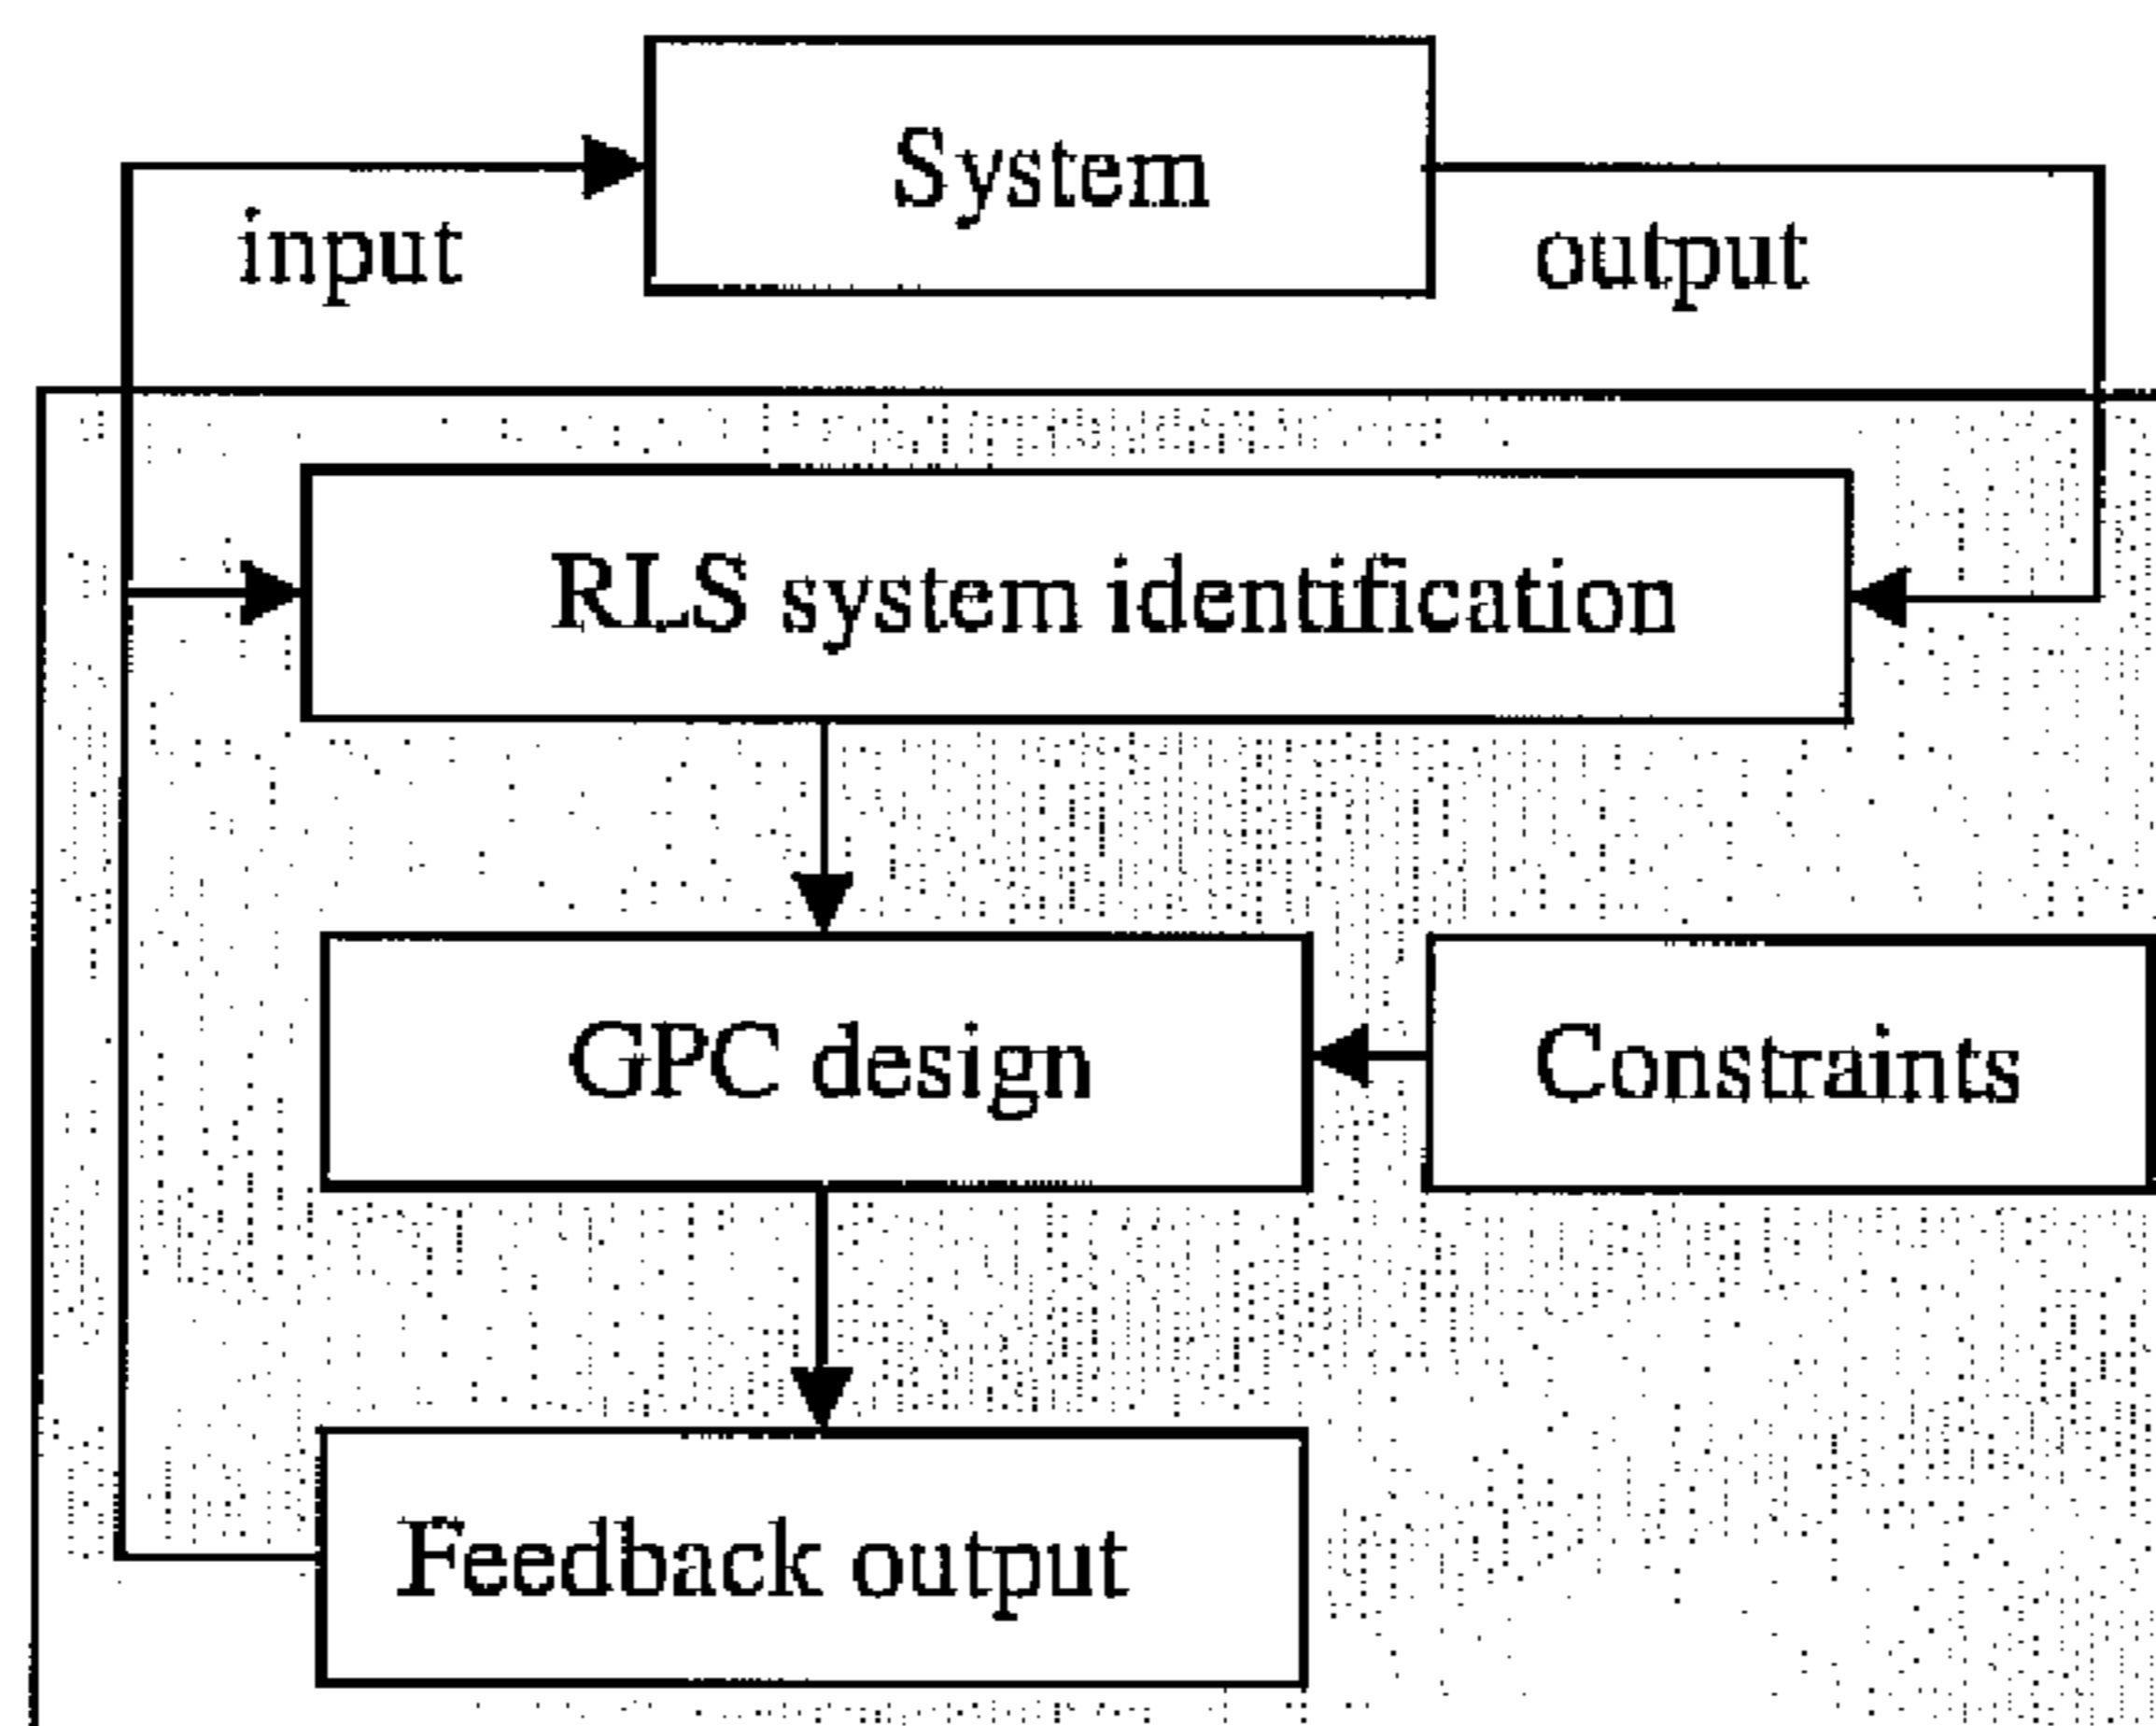 System
input
output
RLS system identification
GPC design
Constraints
Feedback output